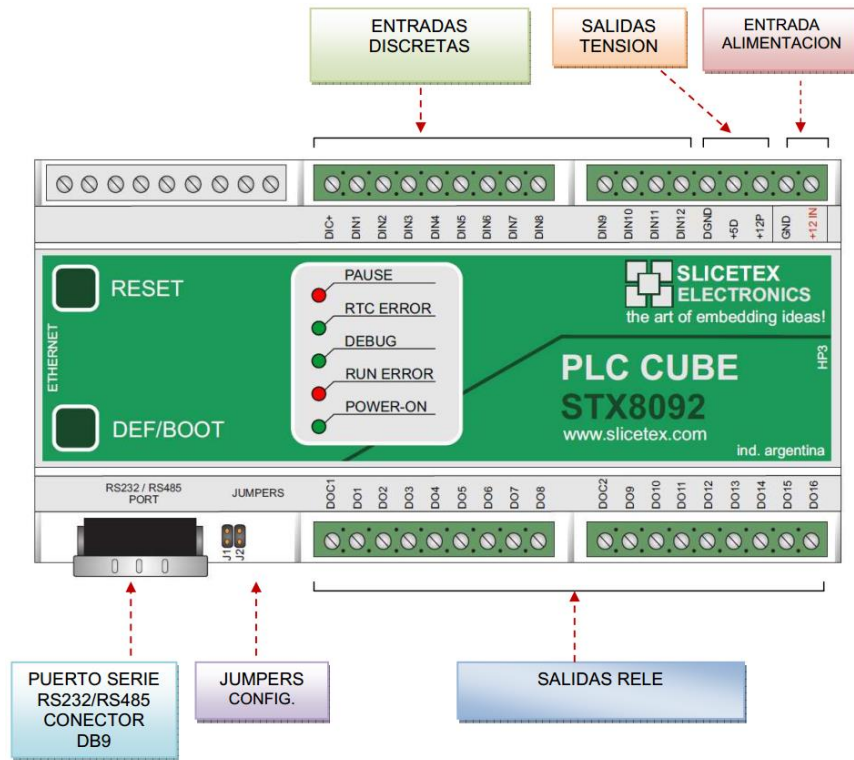 ENTRADAS
DISCRETAS
SALIDAS
TENSION
ENTRADA
ALIMENTACION
DIC+
DIN1
DIN2
DIN3
DIN4
DIN5
DIN6
DIN7
DIN8
DIN9
DIN10
DIN11
DIN12
DGND
+5D
+12P
GND
+12 IN
RESET
ETHERNET
DEF/BOOT
PAUSE
RTC ERROR
DEBUG
RUN ERROR
POWER-ON
SLICETEX
ELECTRONICS
the art of embedding ideas!
HP3
PLC CUBE
STX8092
www.slicetex.com
ind. argentina
RS232 / RS485
PORT
JUMPERS
J1
J2
DOC1
DO1
DO2
DO3
DO4
DO5
DO6
DO7
DO8
DOC2
DO9
DO10
DO11
DO12
DO13
DO14
DO15
DO16
PUERTO SERIE
RS232/RS485
CONECTOR
DB9
JUMPERS
CONFIG.
SALIDAS RELE